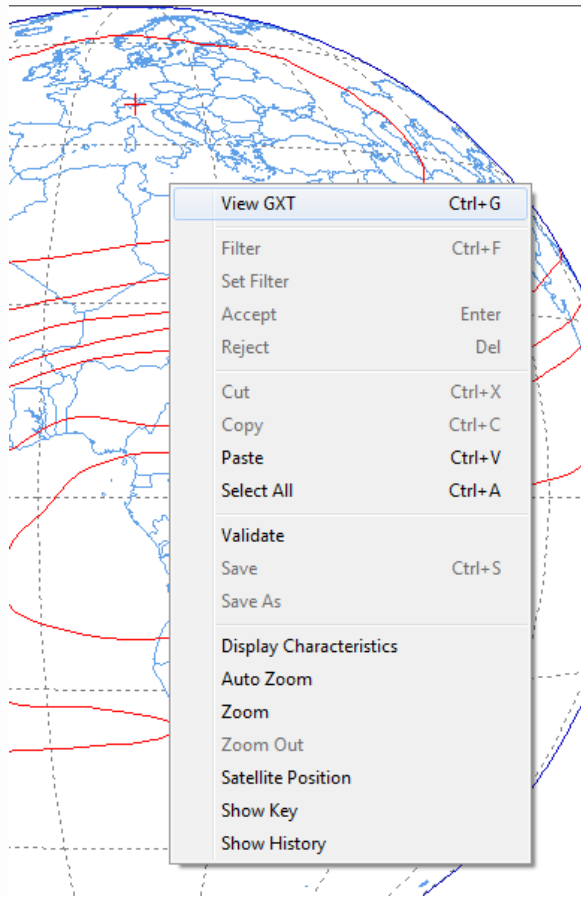 View GXT Ctrl+G
Filter Ctrl+F
Set Filter
Accept Enter
Reject Del
Cut Ctrl+X
Copy Ctrl+C
Paste Ctrl+V
Select All Ctrl+A
Validate
Save Ctrl+S
Save As
Display Characteristics
Auto Zoom
Zoom
Zoom Out
Satellite Position
Show Key
Show History